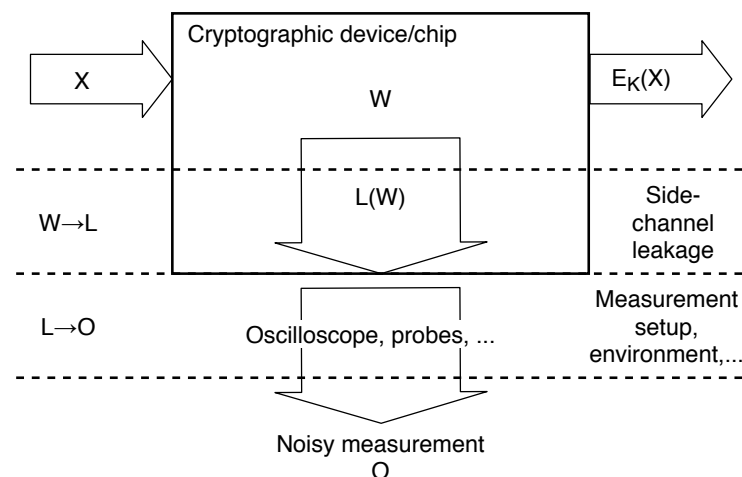 Cryptographic device/chip
X
E_K(X)
W
L(W)
W→L
Side-
channel
leakage
L→O
Oscilloscope, probes, ...
Measurement
setup,
environment,...
Noisy measurement
O